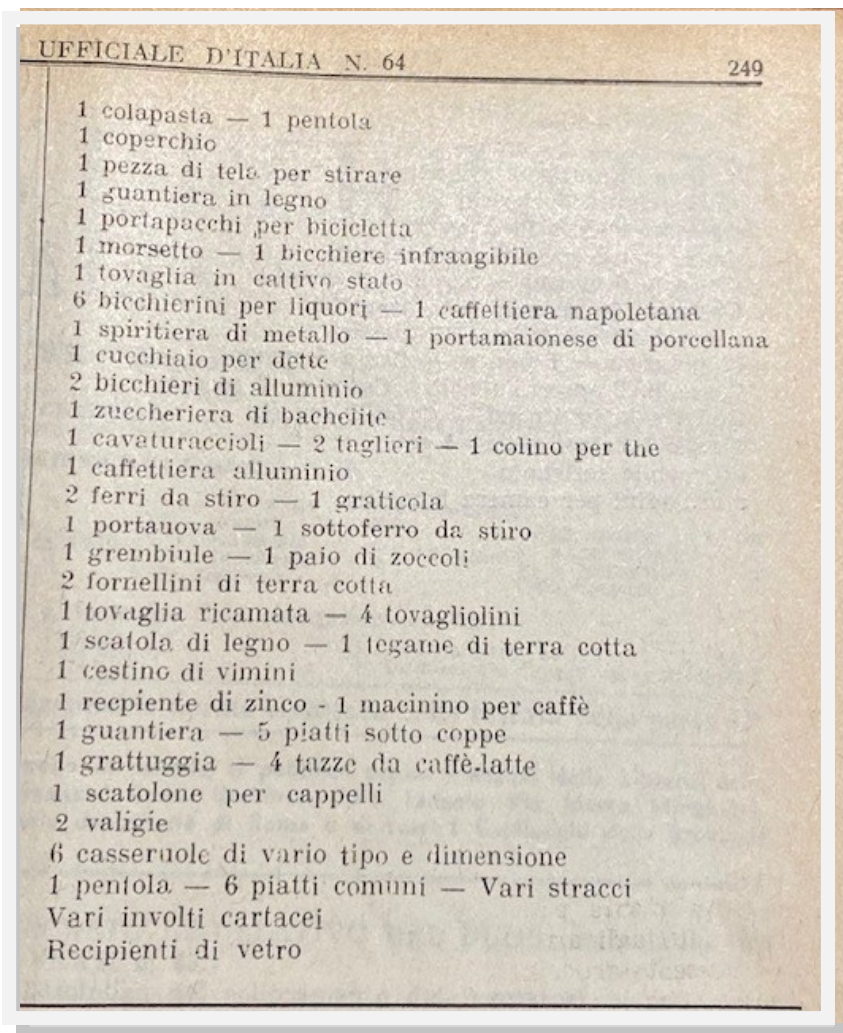 UFFICIALE D'ITALIA N. 64 249
1 colapasta — 1 pentola
1 coperchio
1 pezza di tela per stirare
1 guantiera in legno
1 portapacchi per bicicletta
1 morsetto — 1 bicchiere infrangibile
1 tovaglia in cattivo stato
6 bicchierini per liquori — 1 caffettiera napoletana
1 spiritiera di metallo — 1 portamaionese di porcellana
1 cucchiaio per dette
2 bicchieri di alluminio
1 zuccheriera di bachelite
1 cavaturaccioli — 2 taglieri — 1 colino per the
1 caffettiera alluminio
2 ferri da stiro — 1 graticola
1 portauova — 1 sottoferro da stiro
1 grembiule — 1 paio di zoccoli
2 fornellini di terra cotta
1 tovaglia ricamata — 4 tovagliolini
1 scatola di legno — 1 tegame di terra cotta
1 cestino di vimini
1 recpiente di zinco - 1 macinino per caffè
1 guantiera — 5 piatti sotto coppe
1 grattuggia — 4 tazze da caffè-latte
1 scatolone per cappelli
2 valigie
6 casseruole di vario tipo e dimensione
1 pentola — 6 piatti comuni — Vari stracci
Vari involti cartacei
Recipienti di vetro